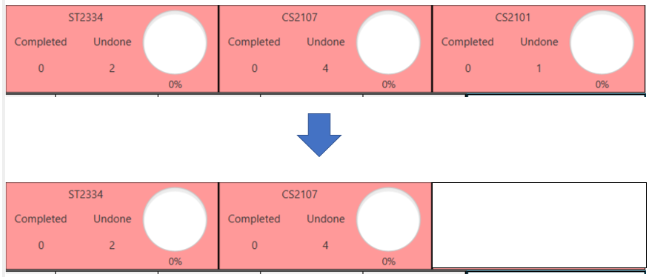 ST2334 CS2107 CS2101
Completed Undone Completed Undone Completed Undone
0 2 0 4 0 1
0% 0% 0%
ST2334 CS2107
Completed Undone Completed Undone
0 2 0 4
0% 0%